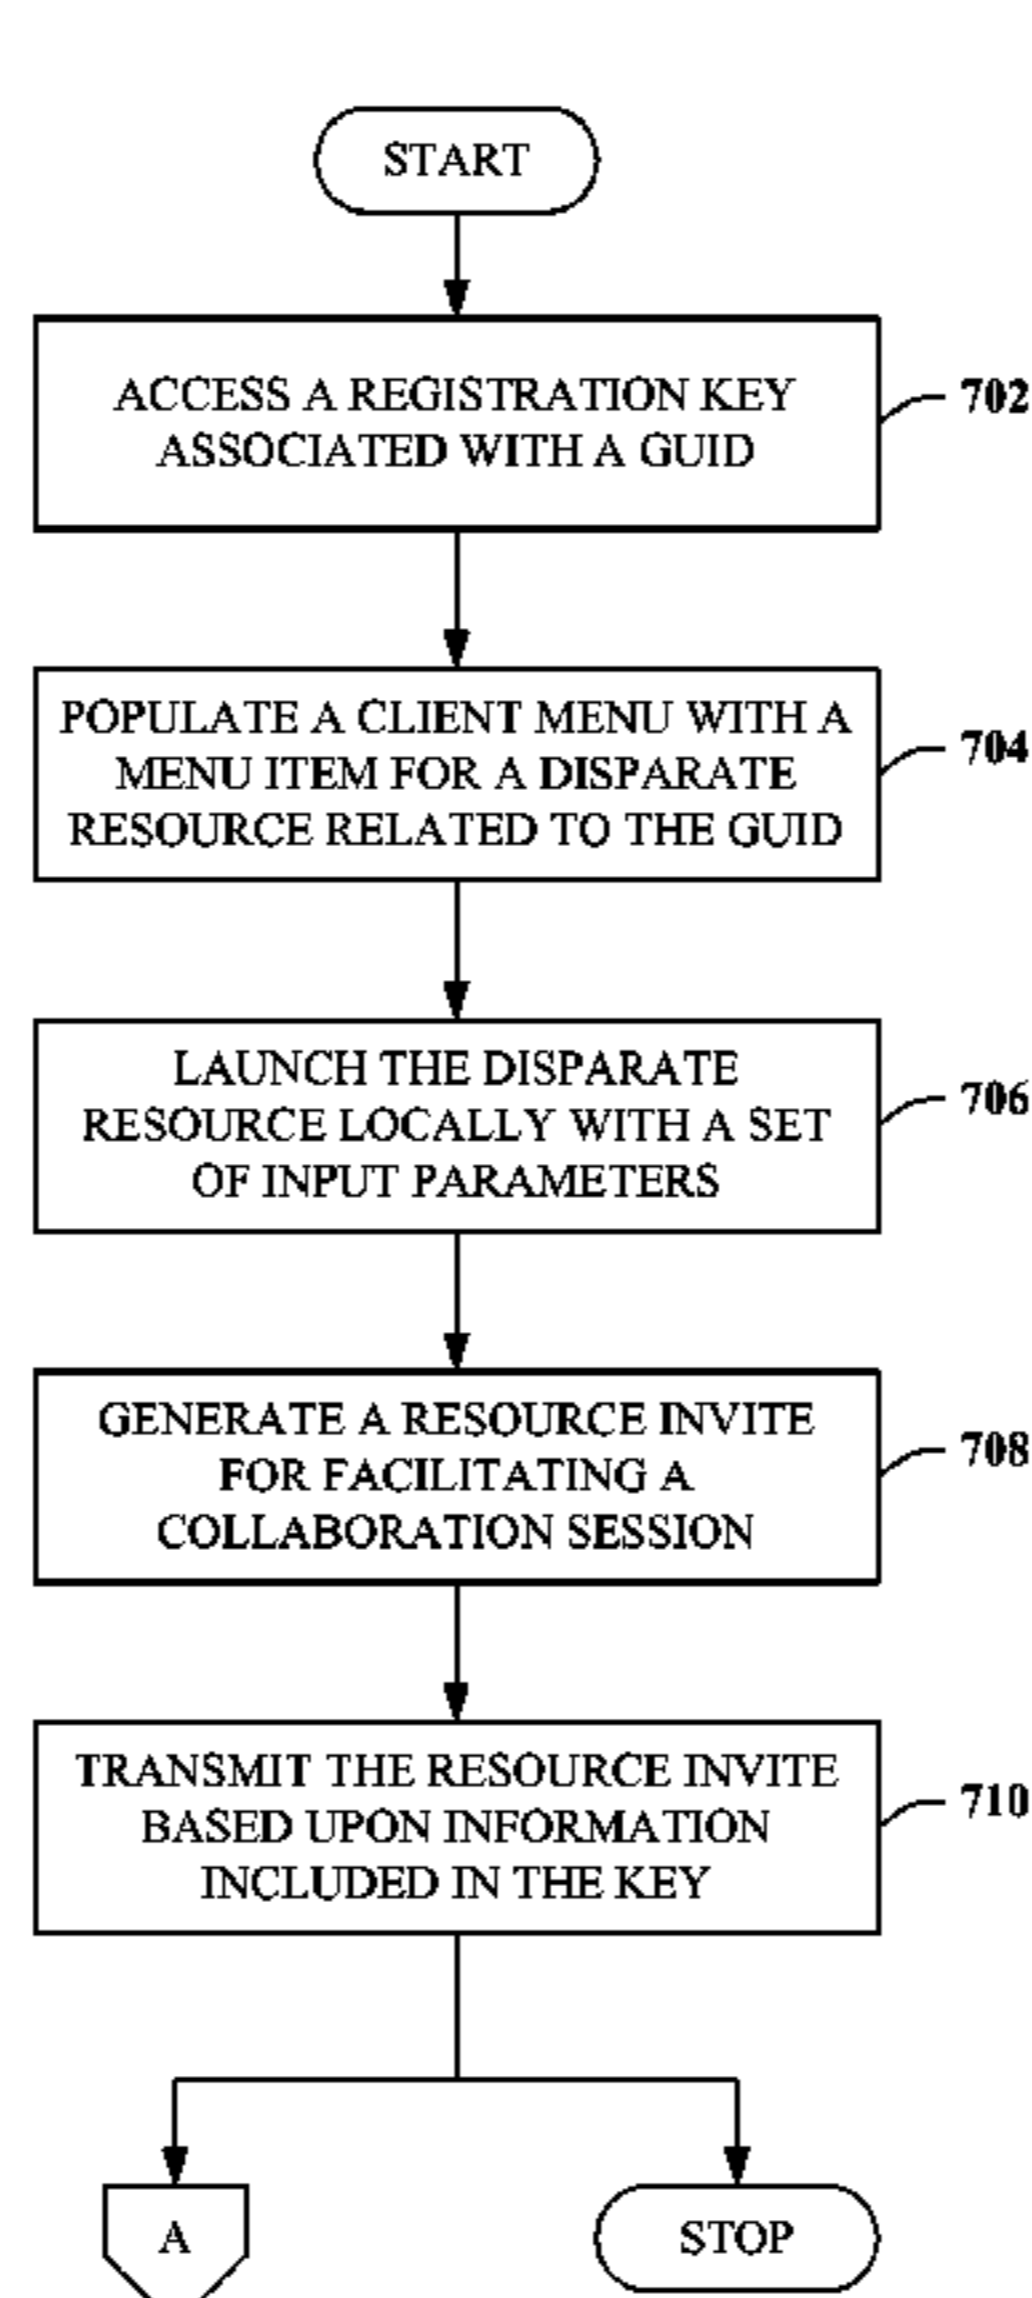 START
ACCESS A REGISTRATION KEY
ASSOCIATED WITH A GUID
702
POPULATE A CLIENT MENU WITH A
MENU ITEM FOR A DISPARATE
RESOURCE RELATED TO THE GUID
704
LAUNCH THE DISPARATE
RESOURCE LOCALLY WITH A SET
OF INPUT PARAMETERS
706
GENERATE A RESOURCE INVITE
FOR FACILITATING A
COLLABORATION SESSION
708
TRANSMIT THE RESOURCE INVITE
BASED UPON INFORMATION
INCLUDED IN THE KEY
710
A
STOP